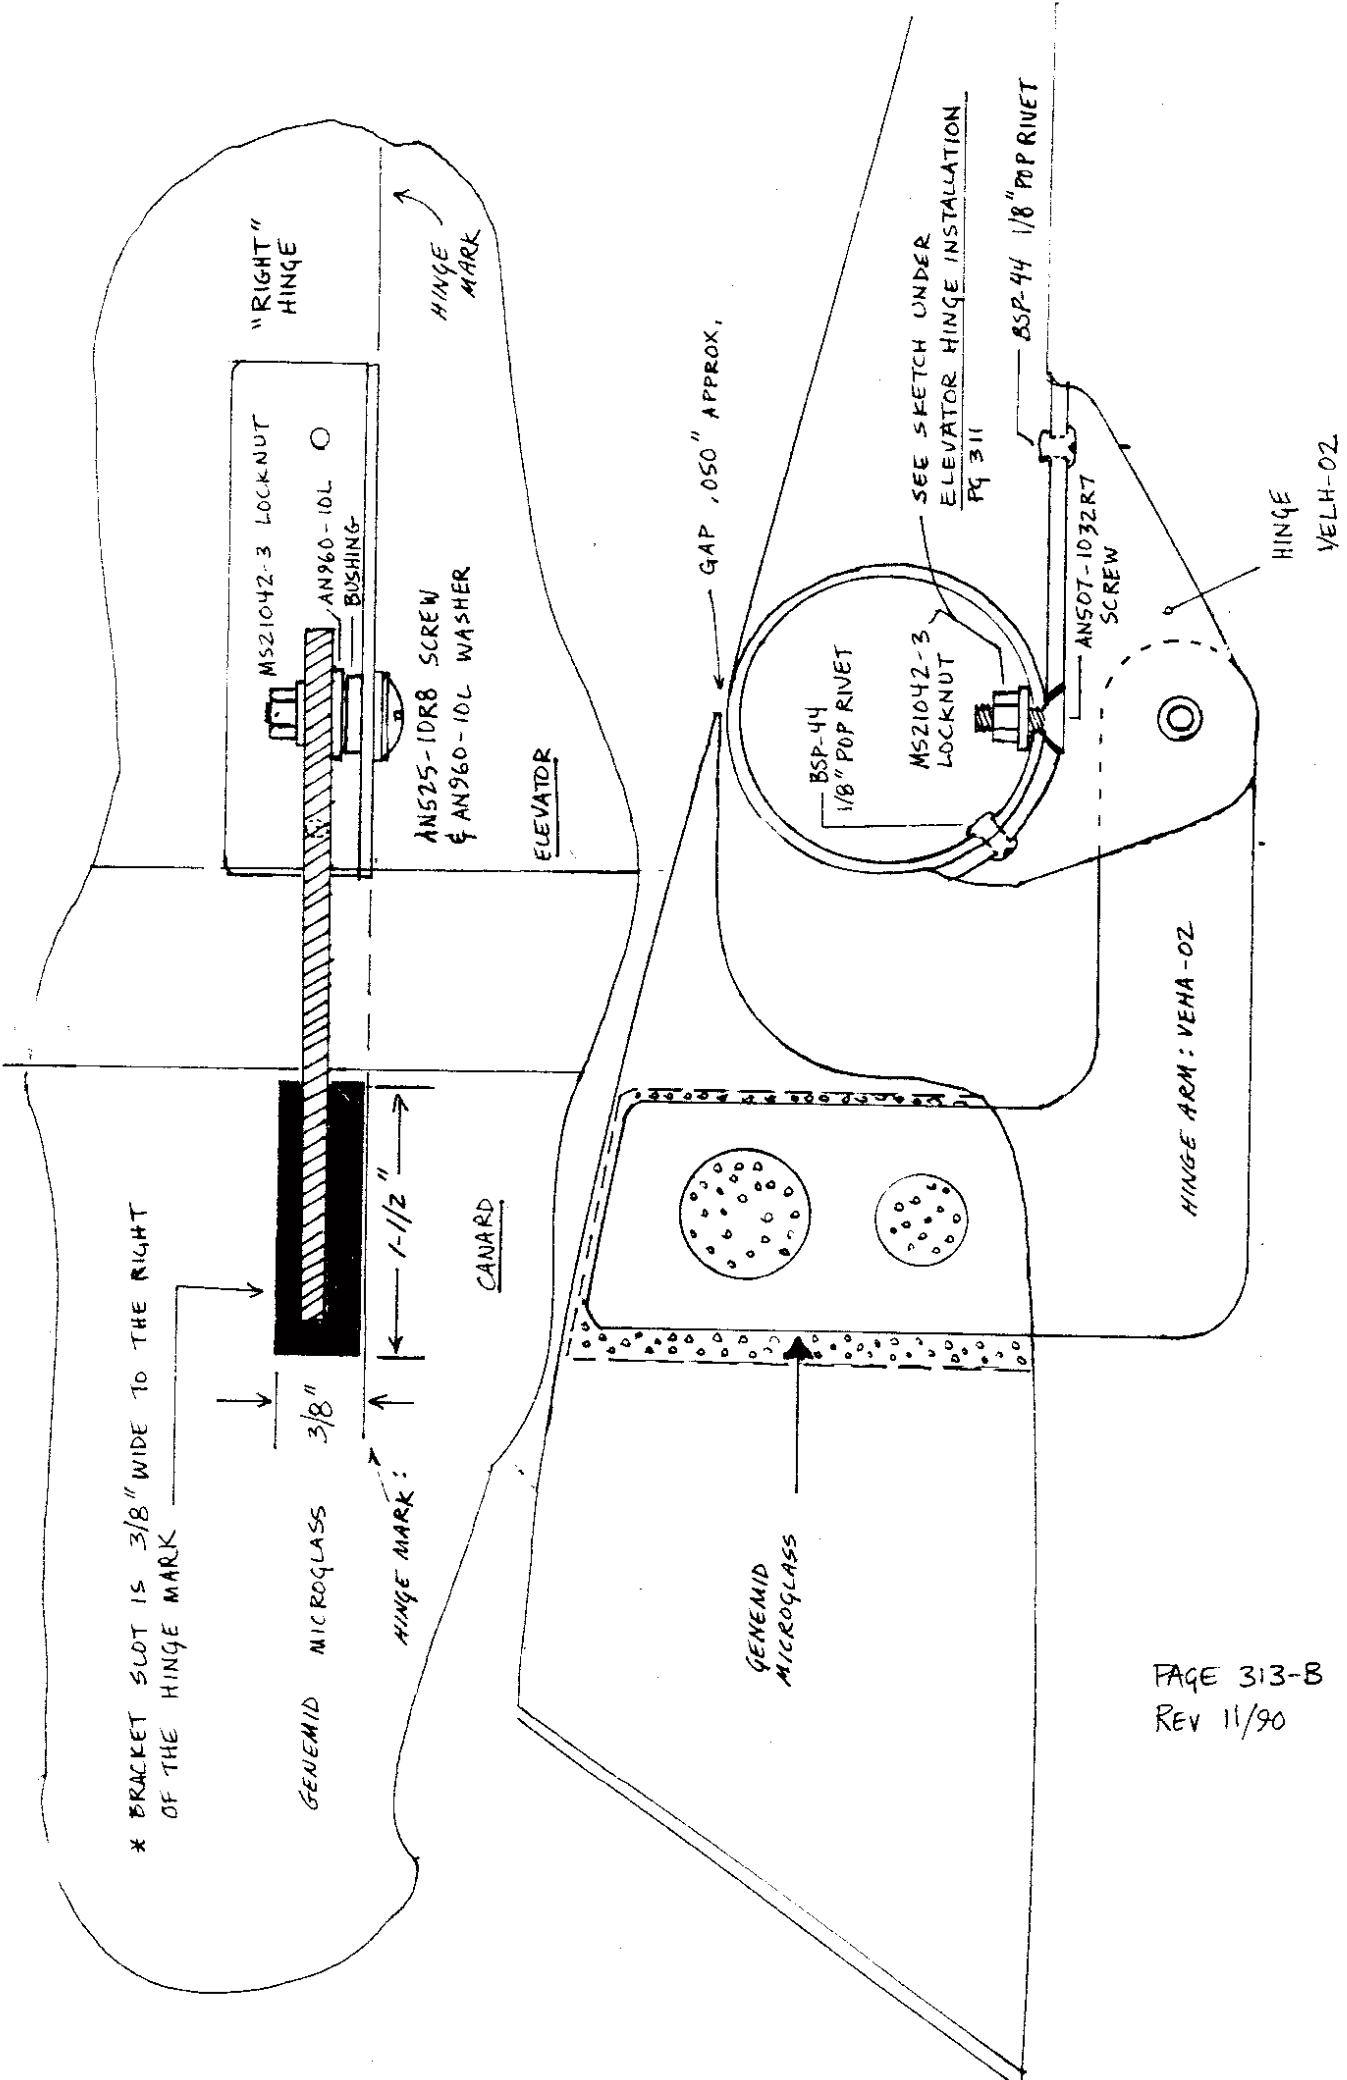 * BRACKET SLOT IS 3/8" WIDE TO THE RIGHT
OF THE HINGE MARK
GENEMID MICROGLASS
3/8"
HINGE MARK:
1-1/2"
CANARD
"RIGHT"
HINGE
MS21042-3 LOCKNUT
AN960-10L
BUSHING
AN525-10R8 SCREW
& AN960-10L WASHER
ELEVATOR
HINGE
MARK
GAP .050" APPROX.
SEE SKETCH UNDER
ELEVATOR HINGE INSTALLATION
PG 311
BSP-44
1/8" POP RIVET
MS21042-3
LOCKNUT
BSP-44 1/8" POP RIVET
AN507-1032R7
SCREW
HINGE
VELH-02
HINGE ARM: VEHA-02
GENEMID
MICROGLASS
PAGE 313-B
REV 11/90